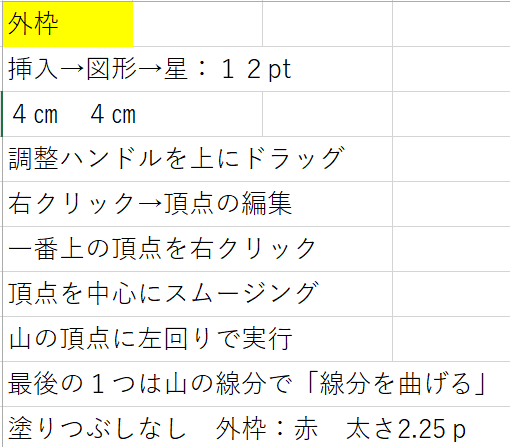 外枠
挿入→図形→星：１２pt
４㎝　４㎝
調整ハンドルを上にドラッグ
右クリック→頂点の編集
一番上の頂点を右クリック
頂点を中心にスムージング
山の頂点に左回りで実行
最後の１つは山の線分で「線分を曲げる」
塗りつぶしなし　外枠：赤　太さ2.25ｐ